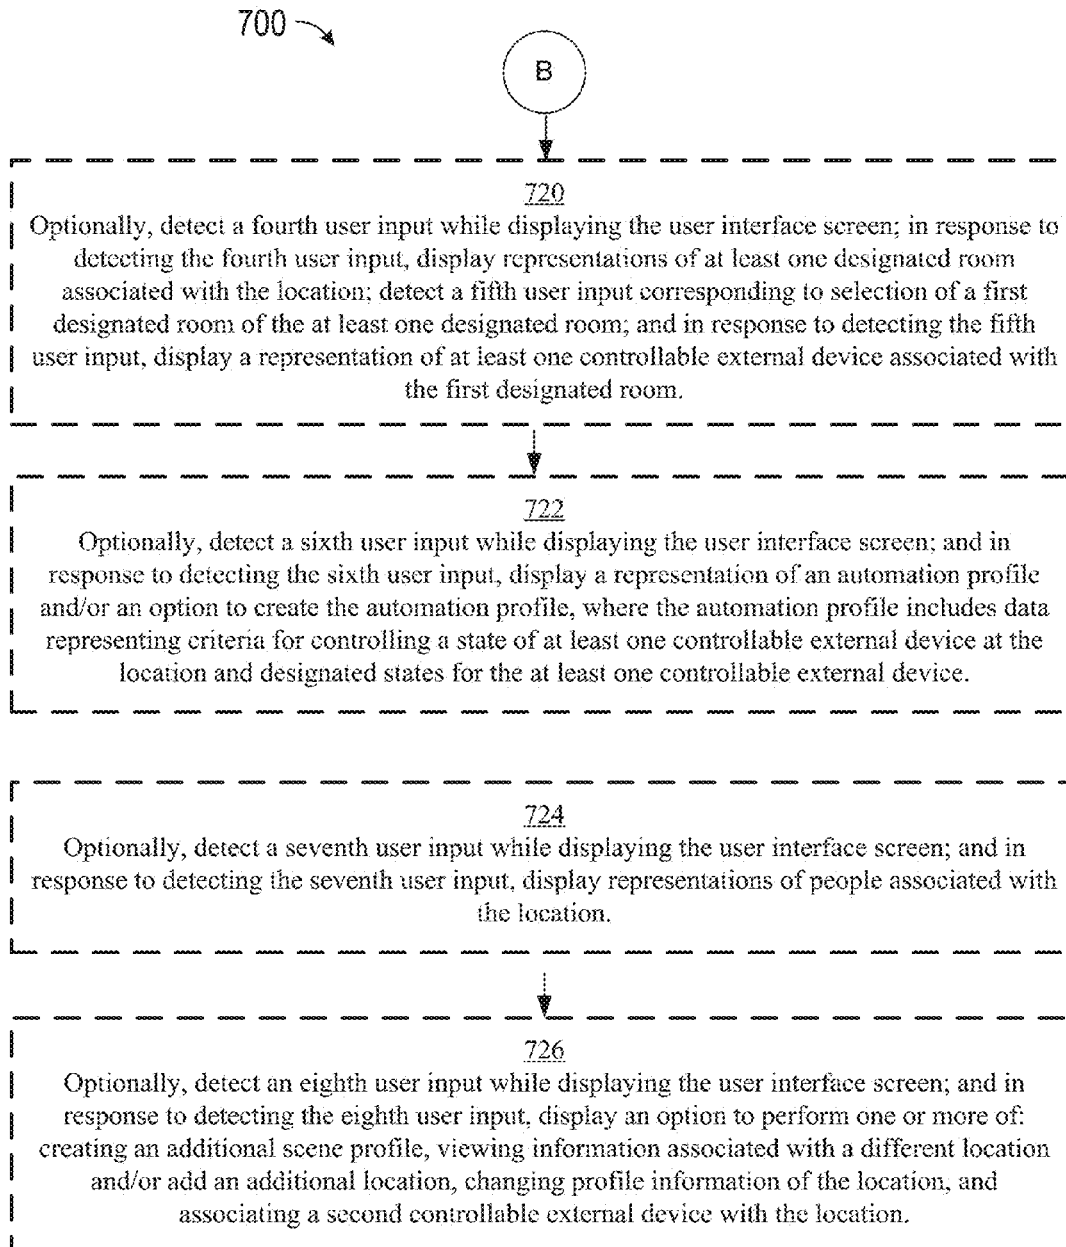 700
B
720
Optionally, detect a fourth user input while displaying the user interface screen; in response to
detecting the fourth user input, display representations of at least one designated room
associated with the location; detect a fifth user input corresponding to selection of a first
designated room of the at least one designated room; and in response to detecting the fifth
user input, display a representation of at least one controllable external device associated with
the first designated room.
722
Optionally, detect a sixth user input while displaying the user interface screen; and in
response to detecting the sixth user input, display a representation of an automation profile
and/or an option to create the automation profile, where the automation profile includes data
representing criteria for controlling a state of at least one controllable external device at the
location and designated states for the at least one controllable external device.
724
Optionally, detect a seventh user input while displaying the user interface screen; and in
response to detecting the seventh user input, display representations of people associated with
the location.
726
Optionally, detect an eighth user input while displaying the user interface screen; and in
response to detecting the eighth user input, display an option to perform one or more of:
creating an additional scene profile, viewing information associated with a different location
and/or add an additional location, changing profile information of the location, and
associating a second controllable external device with the location.